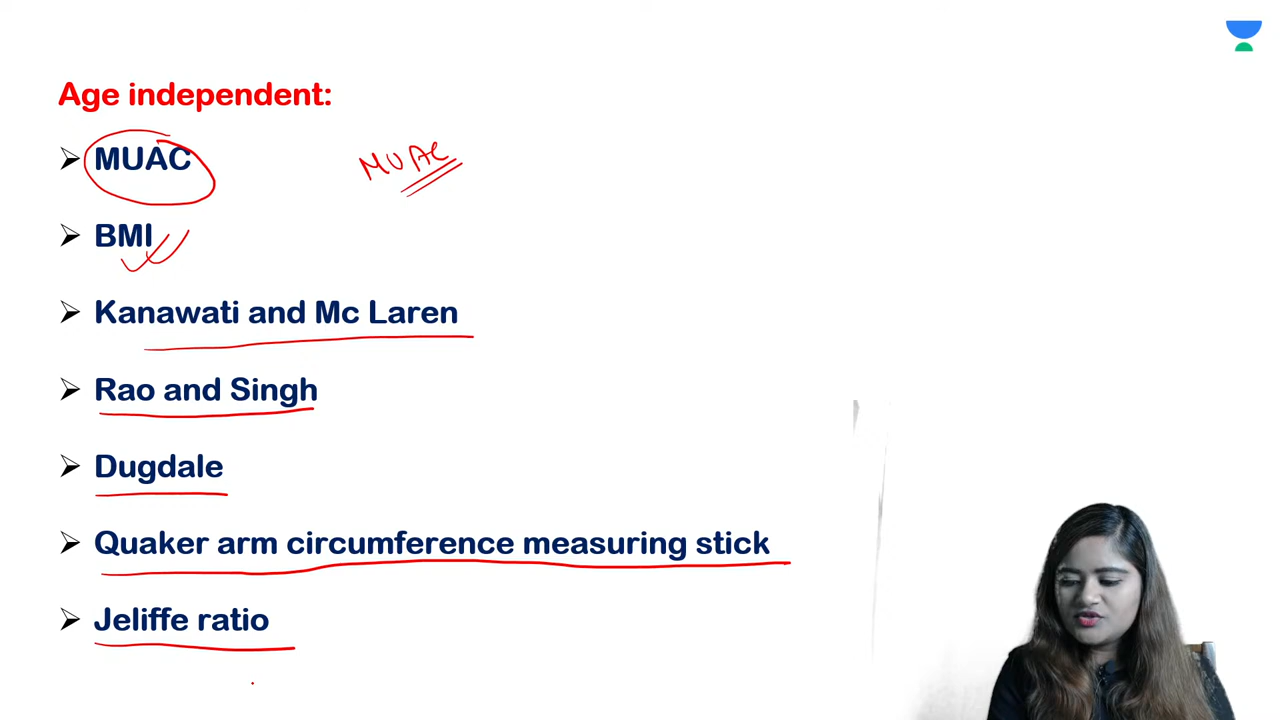 Age independent:
MUAC
MUAC
BMI
Kanawati and Mc Laren
Rao and Singh
Dugdale
Quaker arm circumference measuring stick
Jeliffe ratio